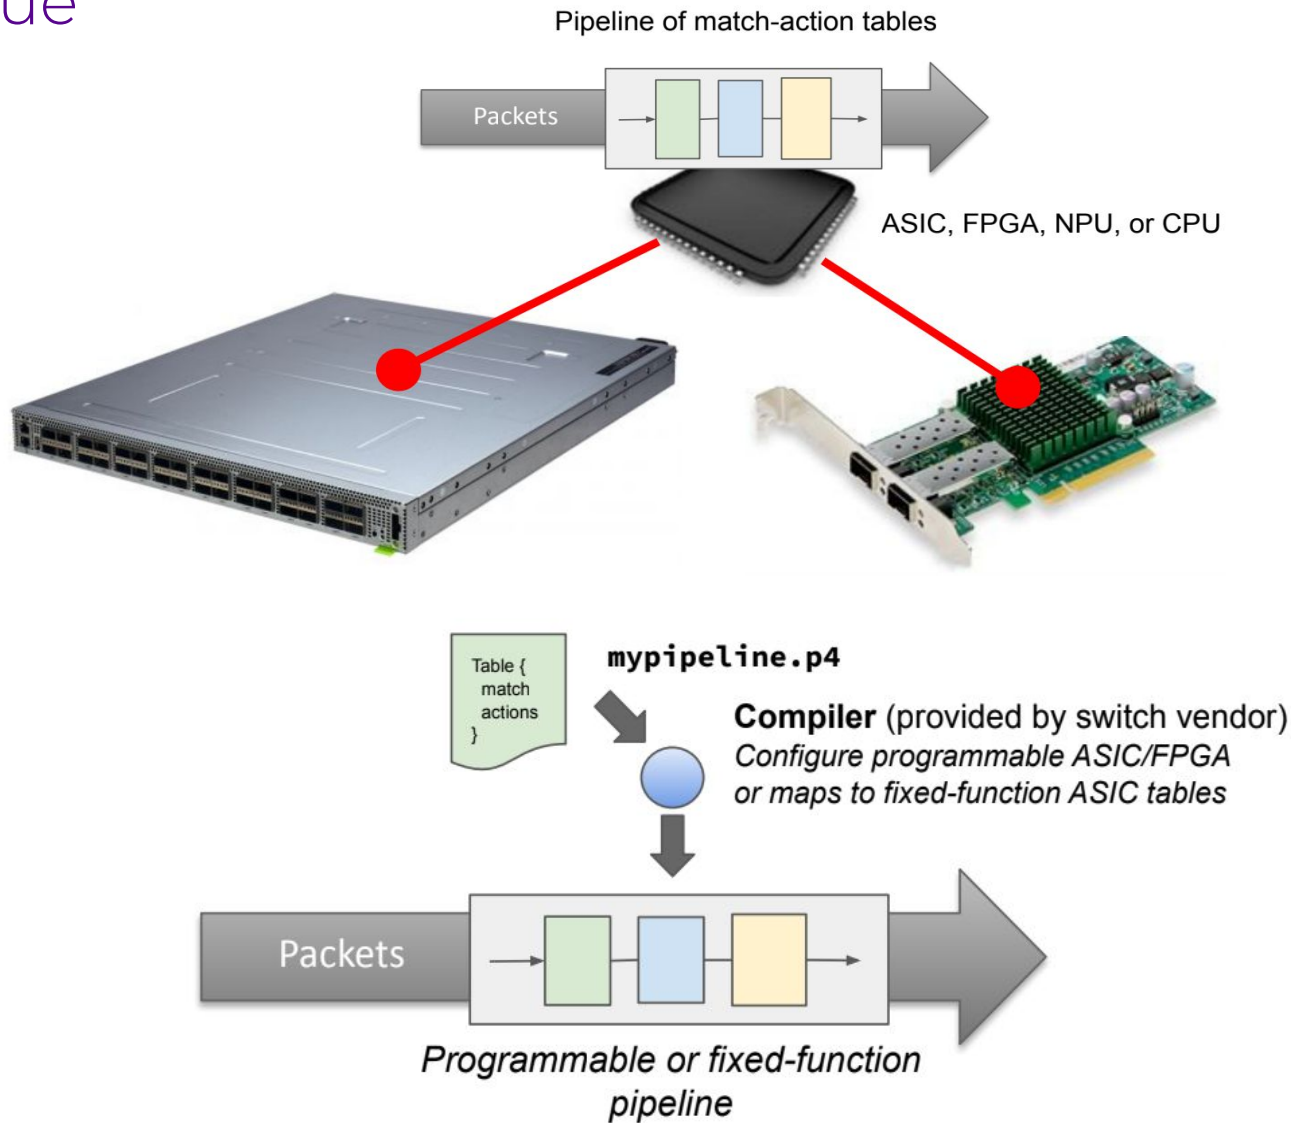 ue
Pipeline of match-action tables
Packets
ASIC, FPGA, NPU, or CPU
Table {
match
actions
}
mypipeline.p4
Compiler (provided by switch vendor)
Configure programmable ASIC/FPGA
or maps to fixed-function ASIC tables
Packets
Programmable or fixed-function
pipeline